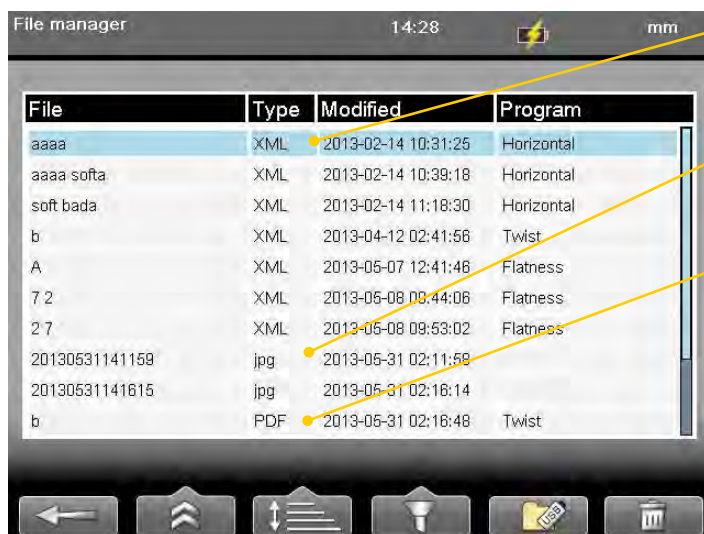 File manager 14:28 mm
File Type Modified Program
aaaa XML 2013-02-14 10:31:25 Horizontal
aaaa softa XML 2013-02-14 10:39:18 Horizontal
soft bada XML 2013-02-14 11:18:30 Horizontal
b XML 2013-04-12 02:41:56 Twist
A XML 2013-05-07 12:41:46 Flatness
7 2 XML 2013-05-08 09:44:06 Flatness
2 7 XML 2013-05-08 09:53:02 Flatness
20130531141159 jpg 2013-05-31 02:11:58
20130531141615 jpg 2013-05-31 02:16:14
b PDF 2013-05-31 02:16:48 Twist
USB